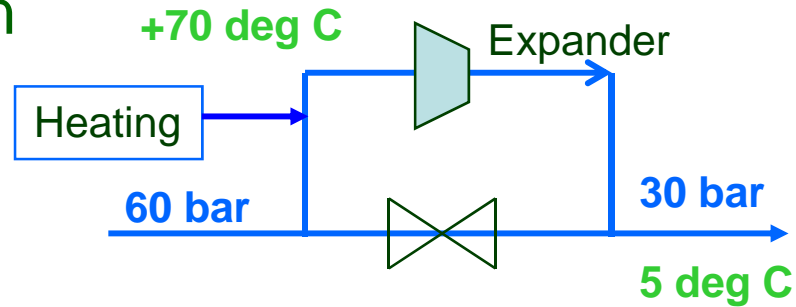 n
+70 deg C
Expander
Heating
60 bar
30 bar
5 deg C